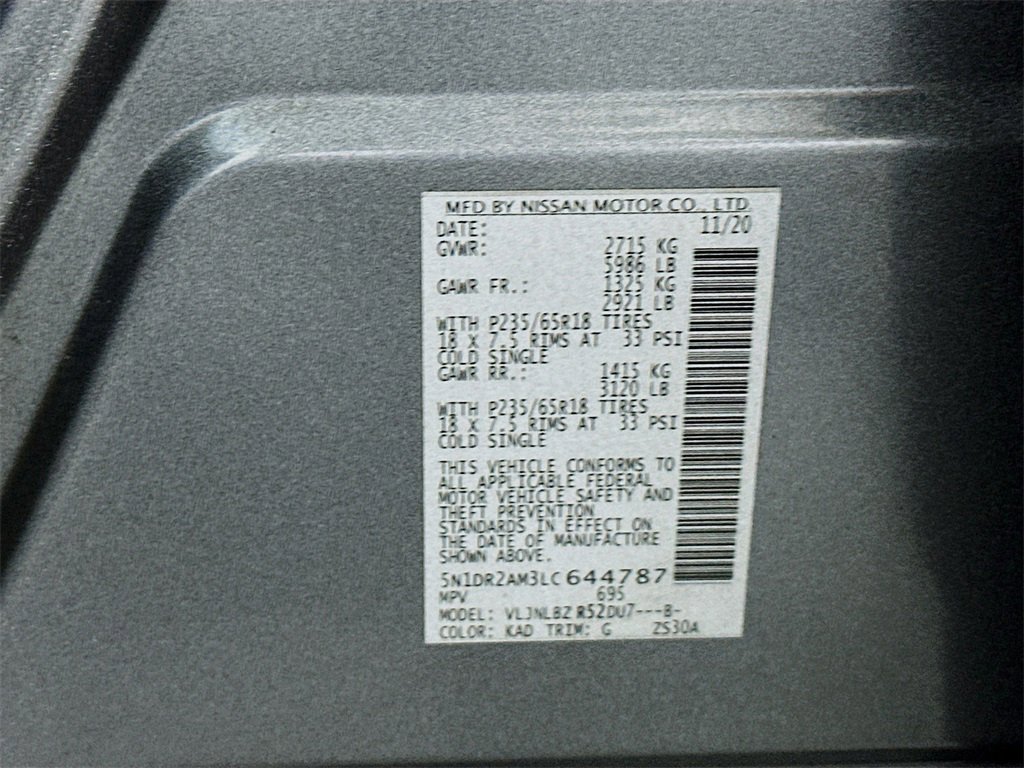 MFD BY NISSAN MOTOR CO., LTD.
DATE: 11/20
GVWR: 2715 KG
5986 LB
GAWR FR.: 1325 KG
2921 LB
WITH P235/65R18 TIRES
18 X 7.5 RIMS AT 33 PSI
COLD SINGLE
GAWR RR.: 1415 KG
3120 LB
WITH P235/65R18 TIRES
18 X 7.5 RIMS AT 33 PSI
COLD SINGLE
THIS VEHICLE CONFORMS TO
ALL APPLICABLE FEDERAL
MOTOR VEHICLE SAFETY AND
THEFT PREVENTION
STANDARDS IN EFFECT ON
THE DATE OF MANUFACTURE
SHOWN ABOVE.
5N1DR2AM3LC644787
MPV 695
MODEL: VLJNLBZ R52DU7---B-
COLOR: KAD TRIM: G ZS30A